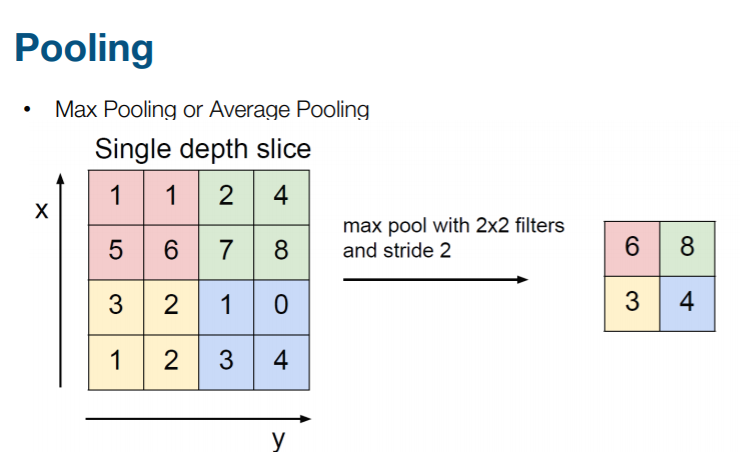 Pooling
• Max Pooling or Average Pooling
Single depth slice
x
1 1 2 4
5 6 7 8
3 2 1 0
1 2 3 4
y
max pool with 2x2 filters
and stride 2
6 8
3 4